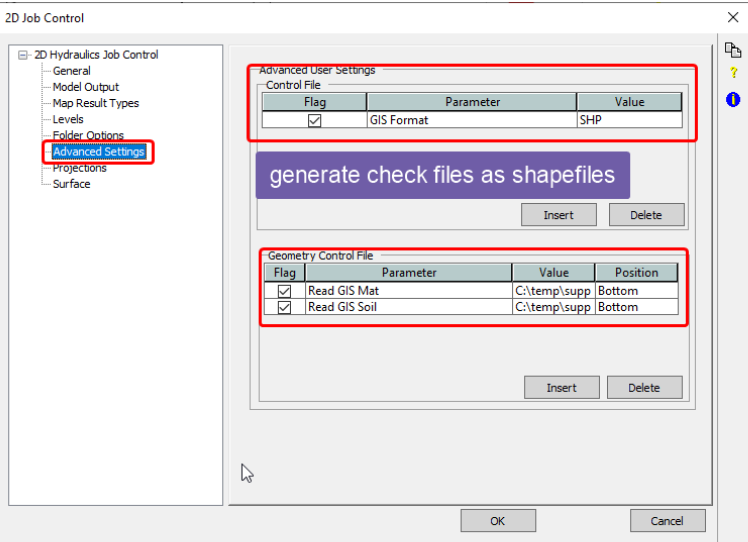 2D Job Control
2D Hydraulics Job Control
General
Model Output
Map Result Types
Levels
Folder Options
Advanced Settings
Projections
Surface
Advanced User Settings
Control File
Flag Parameter Value
GIS Format SHP
generate check files as shapefiles
Insert Delete
Geometry Control File
Flag Parameter Value Position
Read GIS Mat C:\temp\supp Bottom
Read GIS Soil C:\temp\supp Bottom
Insert Delete
OK Cancel